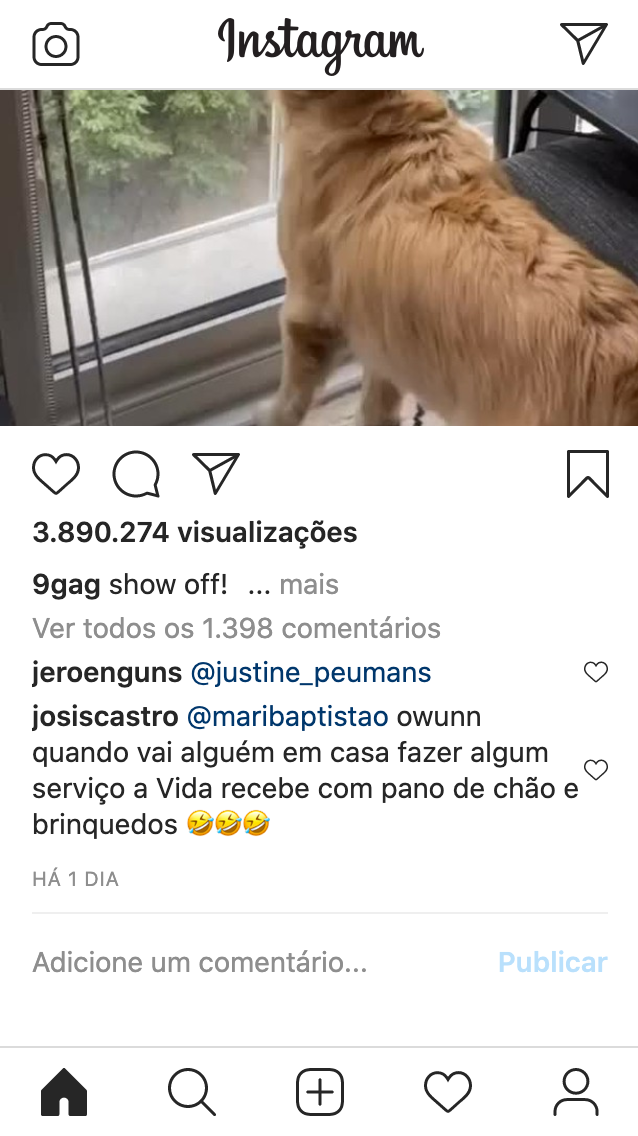 Instagram
3.890.274 visualizações
9gag show off! ... mais
Ver todos os 1.398 comentários
jeroenguns @justine_peumans
josiscastro @maribaptistao owunn
quando vai alguém em casa fazer algum
serviço a Vida recebe com pano de chão e
brinquedos 🤣🤣🤣
HÁ 1 DIA
Adicione um comentário... Publicar